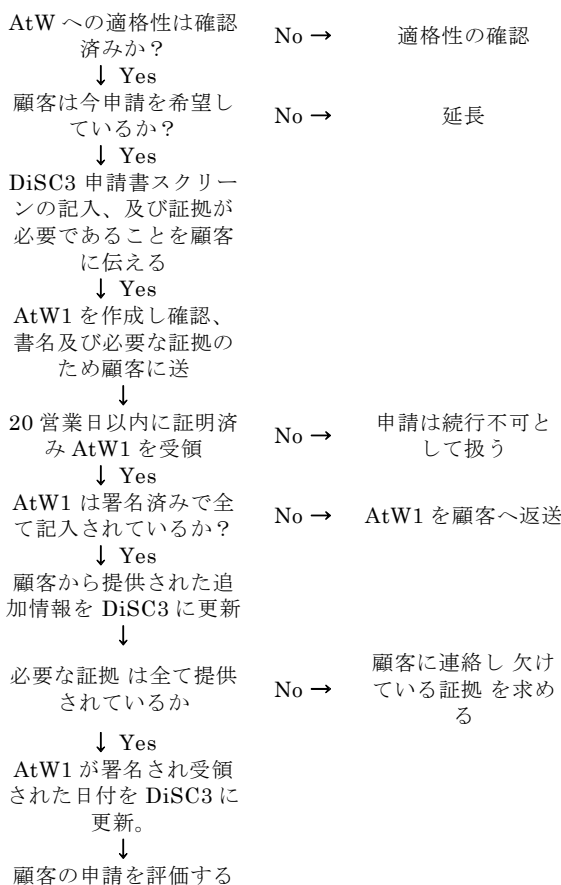 AtW への適格性は確認
済みか？
No → 適格性の確認
↓ Yes
顧客は今申請を希望し
ているか？
No → 延長
↓ Yes
DiSC3 申請書スクリー
ンの記入、及び証拠が
必要であることを顧客
に伝える
↓ Yes
AtW1 を作成し確認、
書名及び必要な証拠の
ため顧客に送
↓
20 営業日以内に証明済
み AtW1 を受領
No →
申請は続行不可と
して扱う
↓ Yes
AtW1 は署名済みで全
て記入されているか？
No → AtW1 を顧客へ返送
↓ Yes
顧客から提供された追
加情報を DiSC3 に更新
↓
必要な証拠 は全て提供
されているか
No →
顧客に連絡し 欠け
ている証拠 を求め
る
↓ Yes
AtW1 が署名され受領
された日付を DiSC3 に
更新。
↓
顧客の申請を評価する